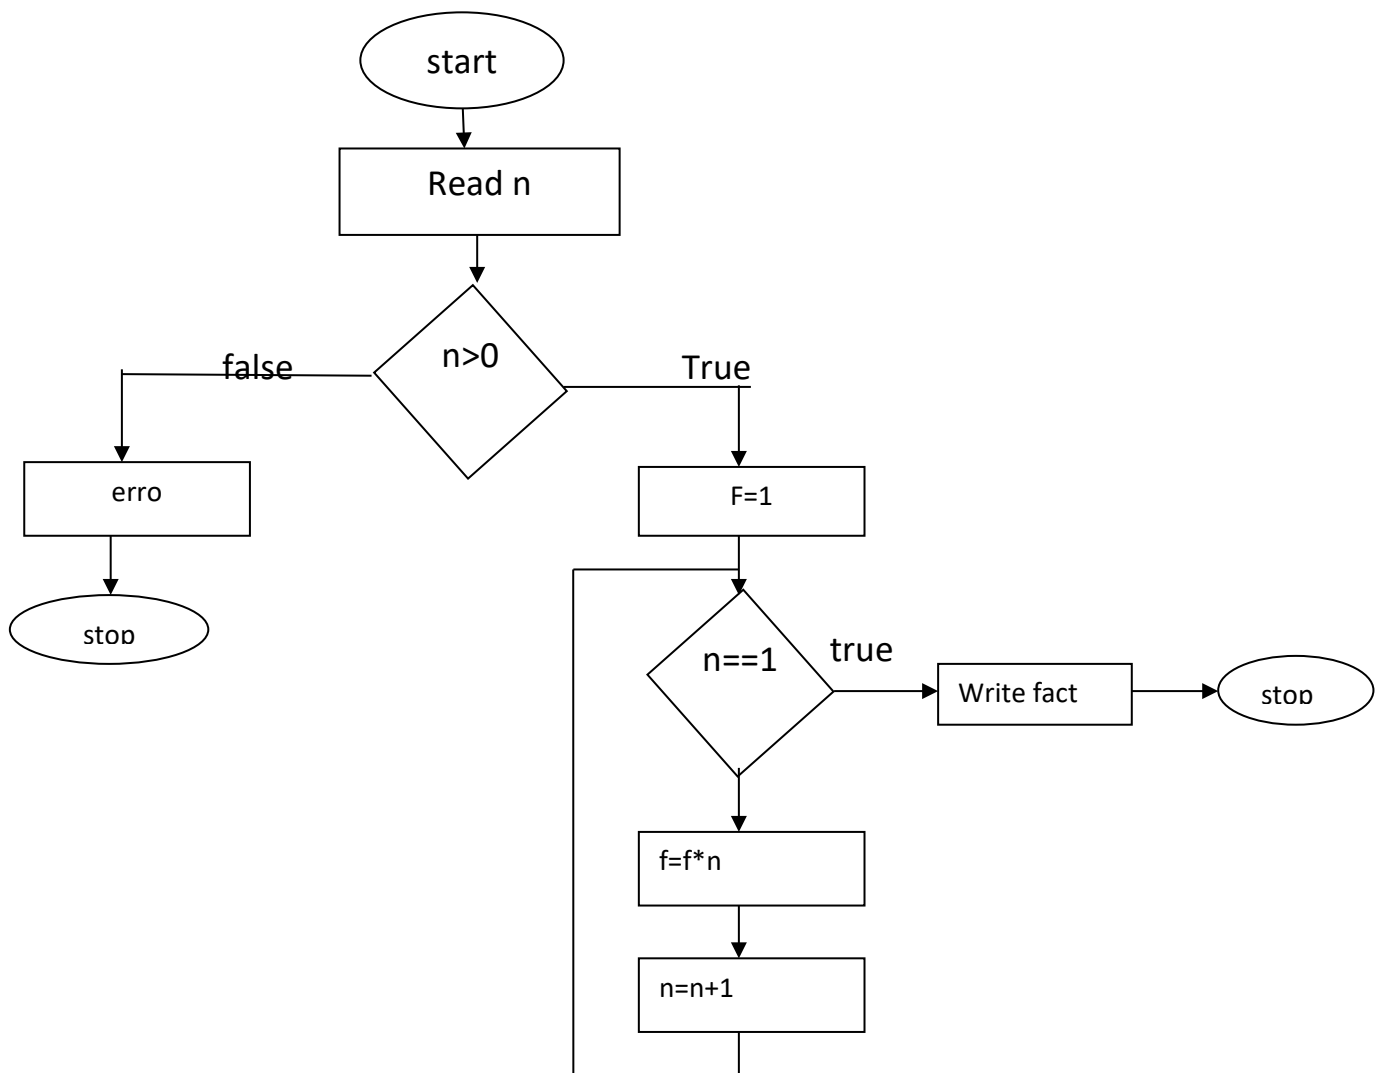 start
Read n
n>0
false
True
erro
F=1
stop
n==1
true
Write fact
stop
f=f*n
n=n+1